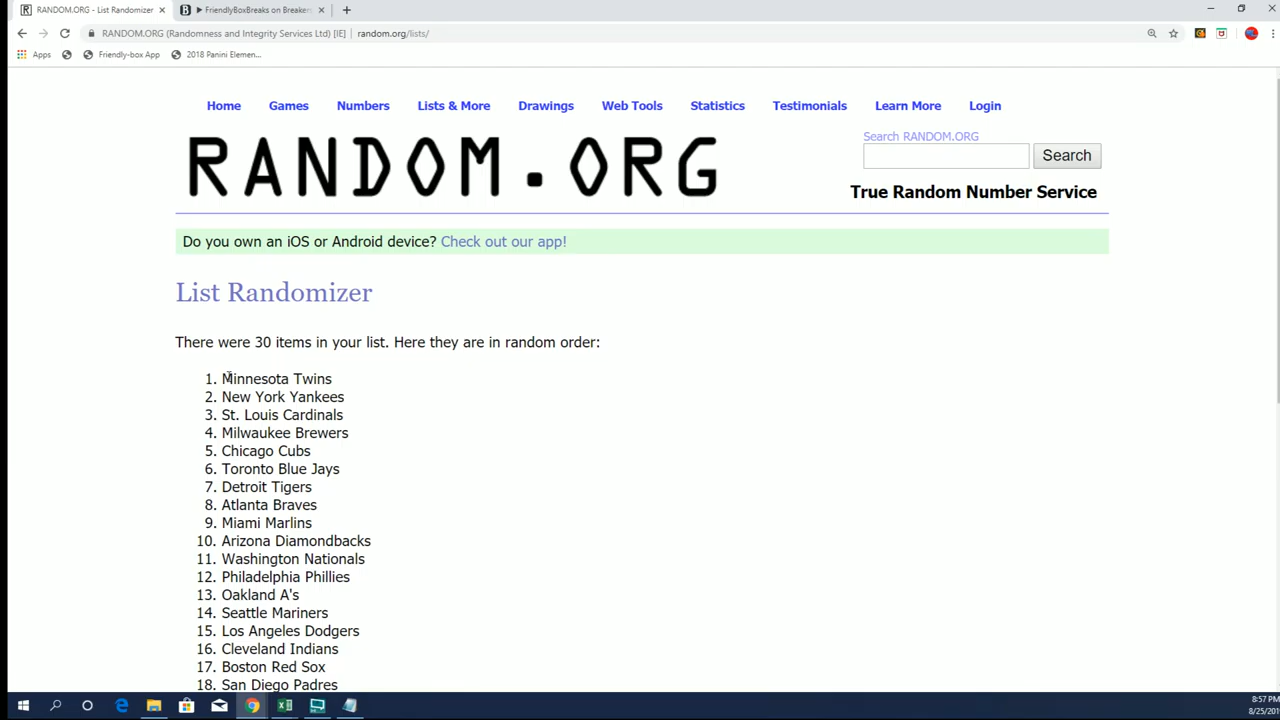 RANDOM.ORG - List Randomizer
FriendlyBoxBreaks on Breakers
RANDOM.ORG (Randomness and Integrity Services Ltd) [IE] | random.org/lists/
Apps Friendly-box App 2018 Panini Elemen...
Home Games Numbers Lists & More Drawings Web Tools Statistics Testimonials Learn More Login
Search RANDOM.ORG
RANDOM.ORG
Search
True Random Number Service
Do you own an iOS or Android device? Check out our app!
List Randomizer
There were 30 items in your list. Here they are in random order:
1. Minnesota Twins
2. New York Yankees
3. St. Louis Cardinals
4. Milwaukee Brewers
5. Chicago Cubs
6. Toronto Blue Jays
7. Detroit Tigers
8. Atlanta Braves
9. Miami Marlins
10. Arizona Diamondbacks
11. Washington Nationals
12. Philadelphia Phillies
13. Oakland A's
14. Seattle Mariners
15. Los Angeles Dodgers
16. Cleveland Indians
17. Boston Red Sox
18. San Diego Padres
8:57 PM
8/25/201